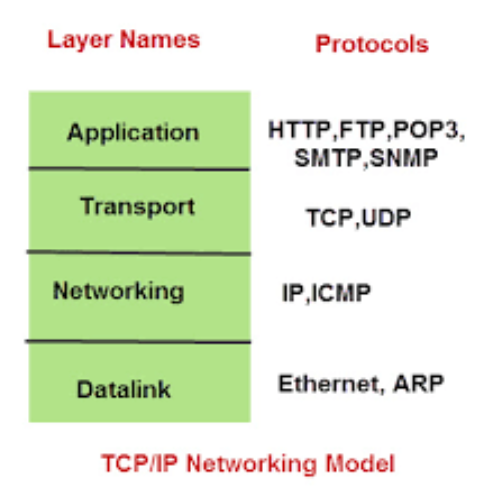 Layer Names
Protocols
Application
HTTP,FTP,POP3,
SMTP,SNMP
Transport
TCP,UDP
Networking
IP,ICMP
Datalink
Ethernet, ARP
TCP/IP Networking Model